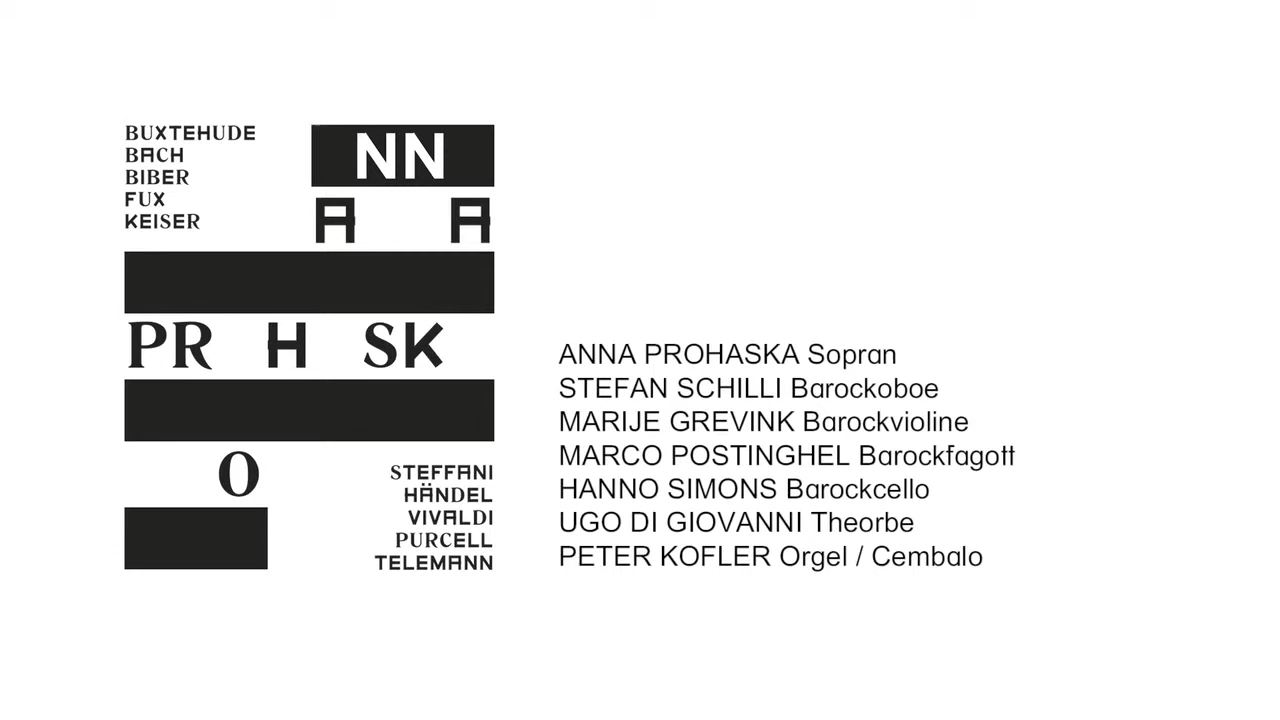 BUXTEHUDE
BACH
BIBER
FUX
KEISER
NN
A A
PR H SK
O
STEFFANI
HÄNDEL
VIVALDI
PURCELL
TELEMANN
ANNA PROHASKA Sopran
STEFAN SCHILLI Barockoboe
MARIJE GREVINK Barockvioline
MARCO POSTINGHEL Barockfagott
HANNO SIMONS Barockcello
UGO DI GIOVANNI Theorbe
PETER KOFLER Orgel / Cembalo